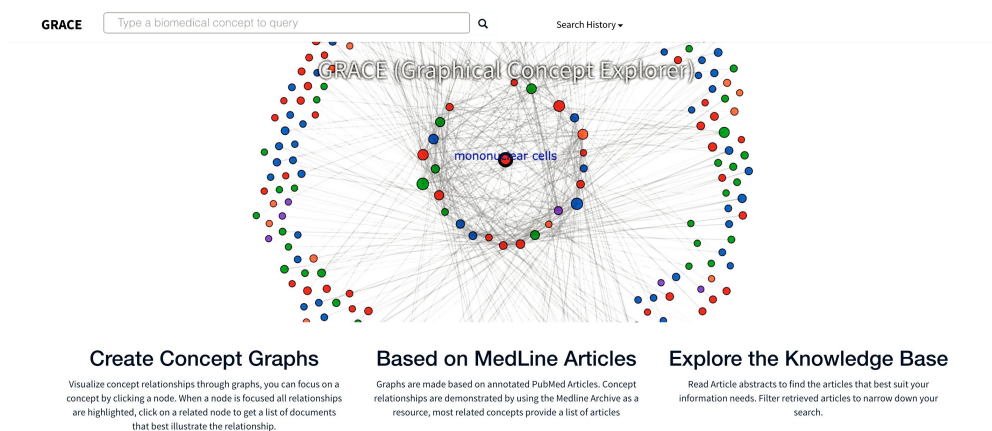 GRACE
Type a biomedical concept to query
Search History
GRACE (Graphical Concept Explorer)
mononuclear cells
Create Concept Graphs
Visualize concept relationships through graphs, you can focus on a
concept by clicking a node. When a node is focused all relationships
are highlighted, click on a related node to get a list of documents
that best illustrate the relationship.
Based on MedLine Articles
Graphs are made based on annotated PubMed Articles. Concept
relationships are demonstrated by using the Medline Archive as a
resource, most related concepts provide a list of articles
Explore the Knowledge Base
Read Article abstracts to find the articles that best suit your
information needs. Filter retrieved articles to narrow down your
search.